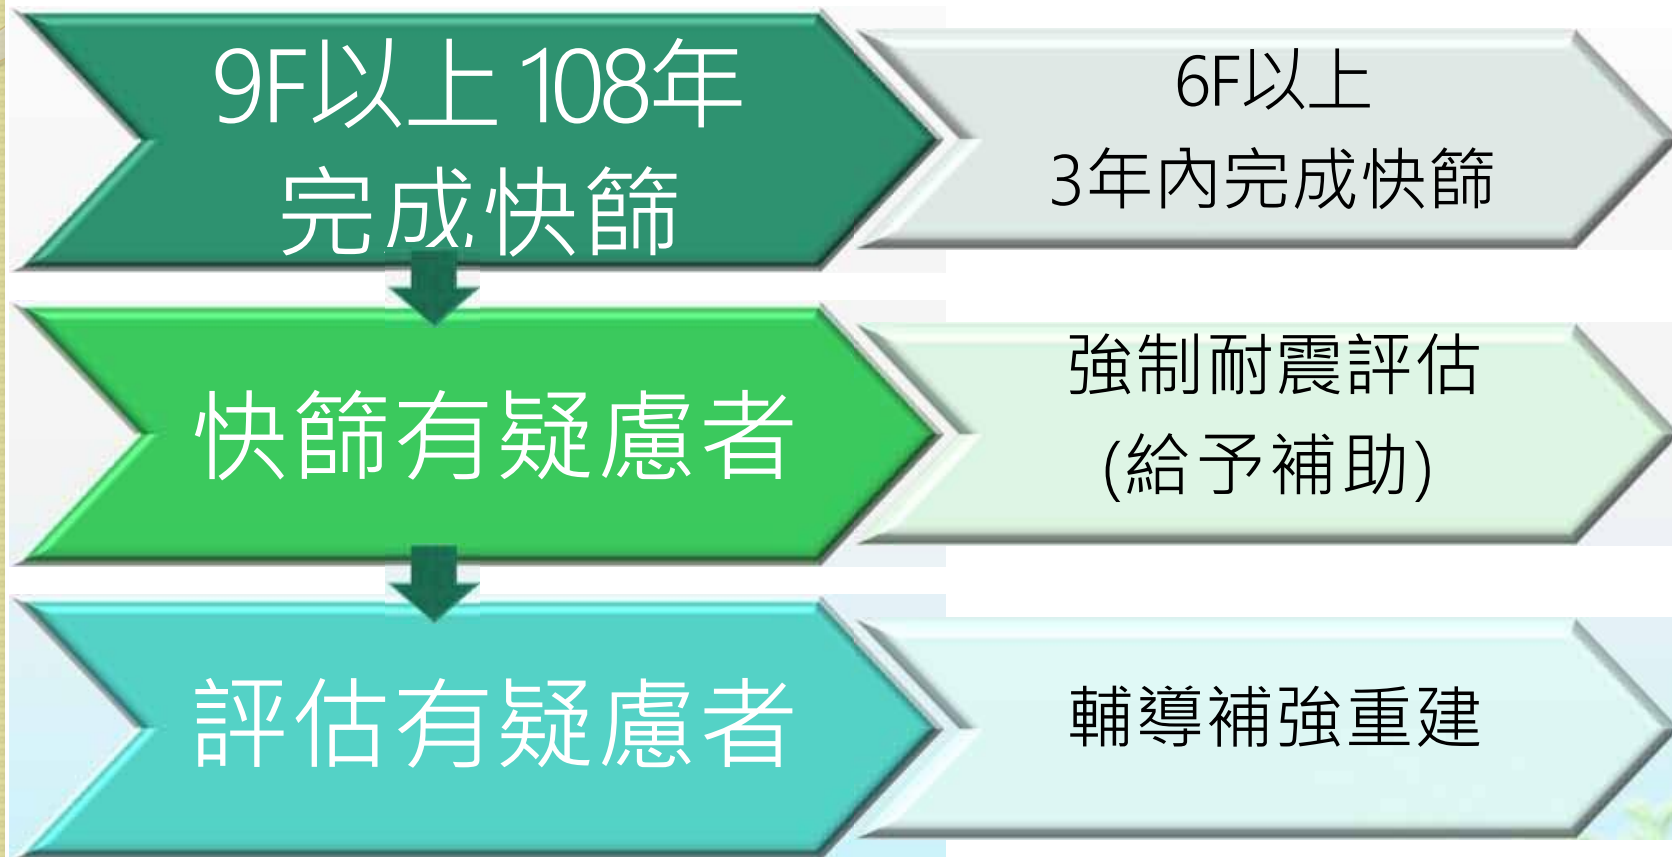 9F以上108年
完成快篩
6F以上
3年內完成快篩
快篩有疑慮者
強制耐震評估
(給予補助)
評估有疑慮者
輔導補強重建